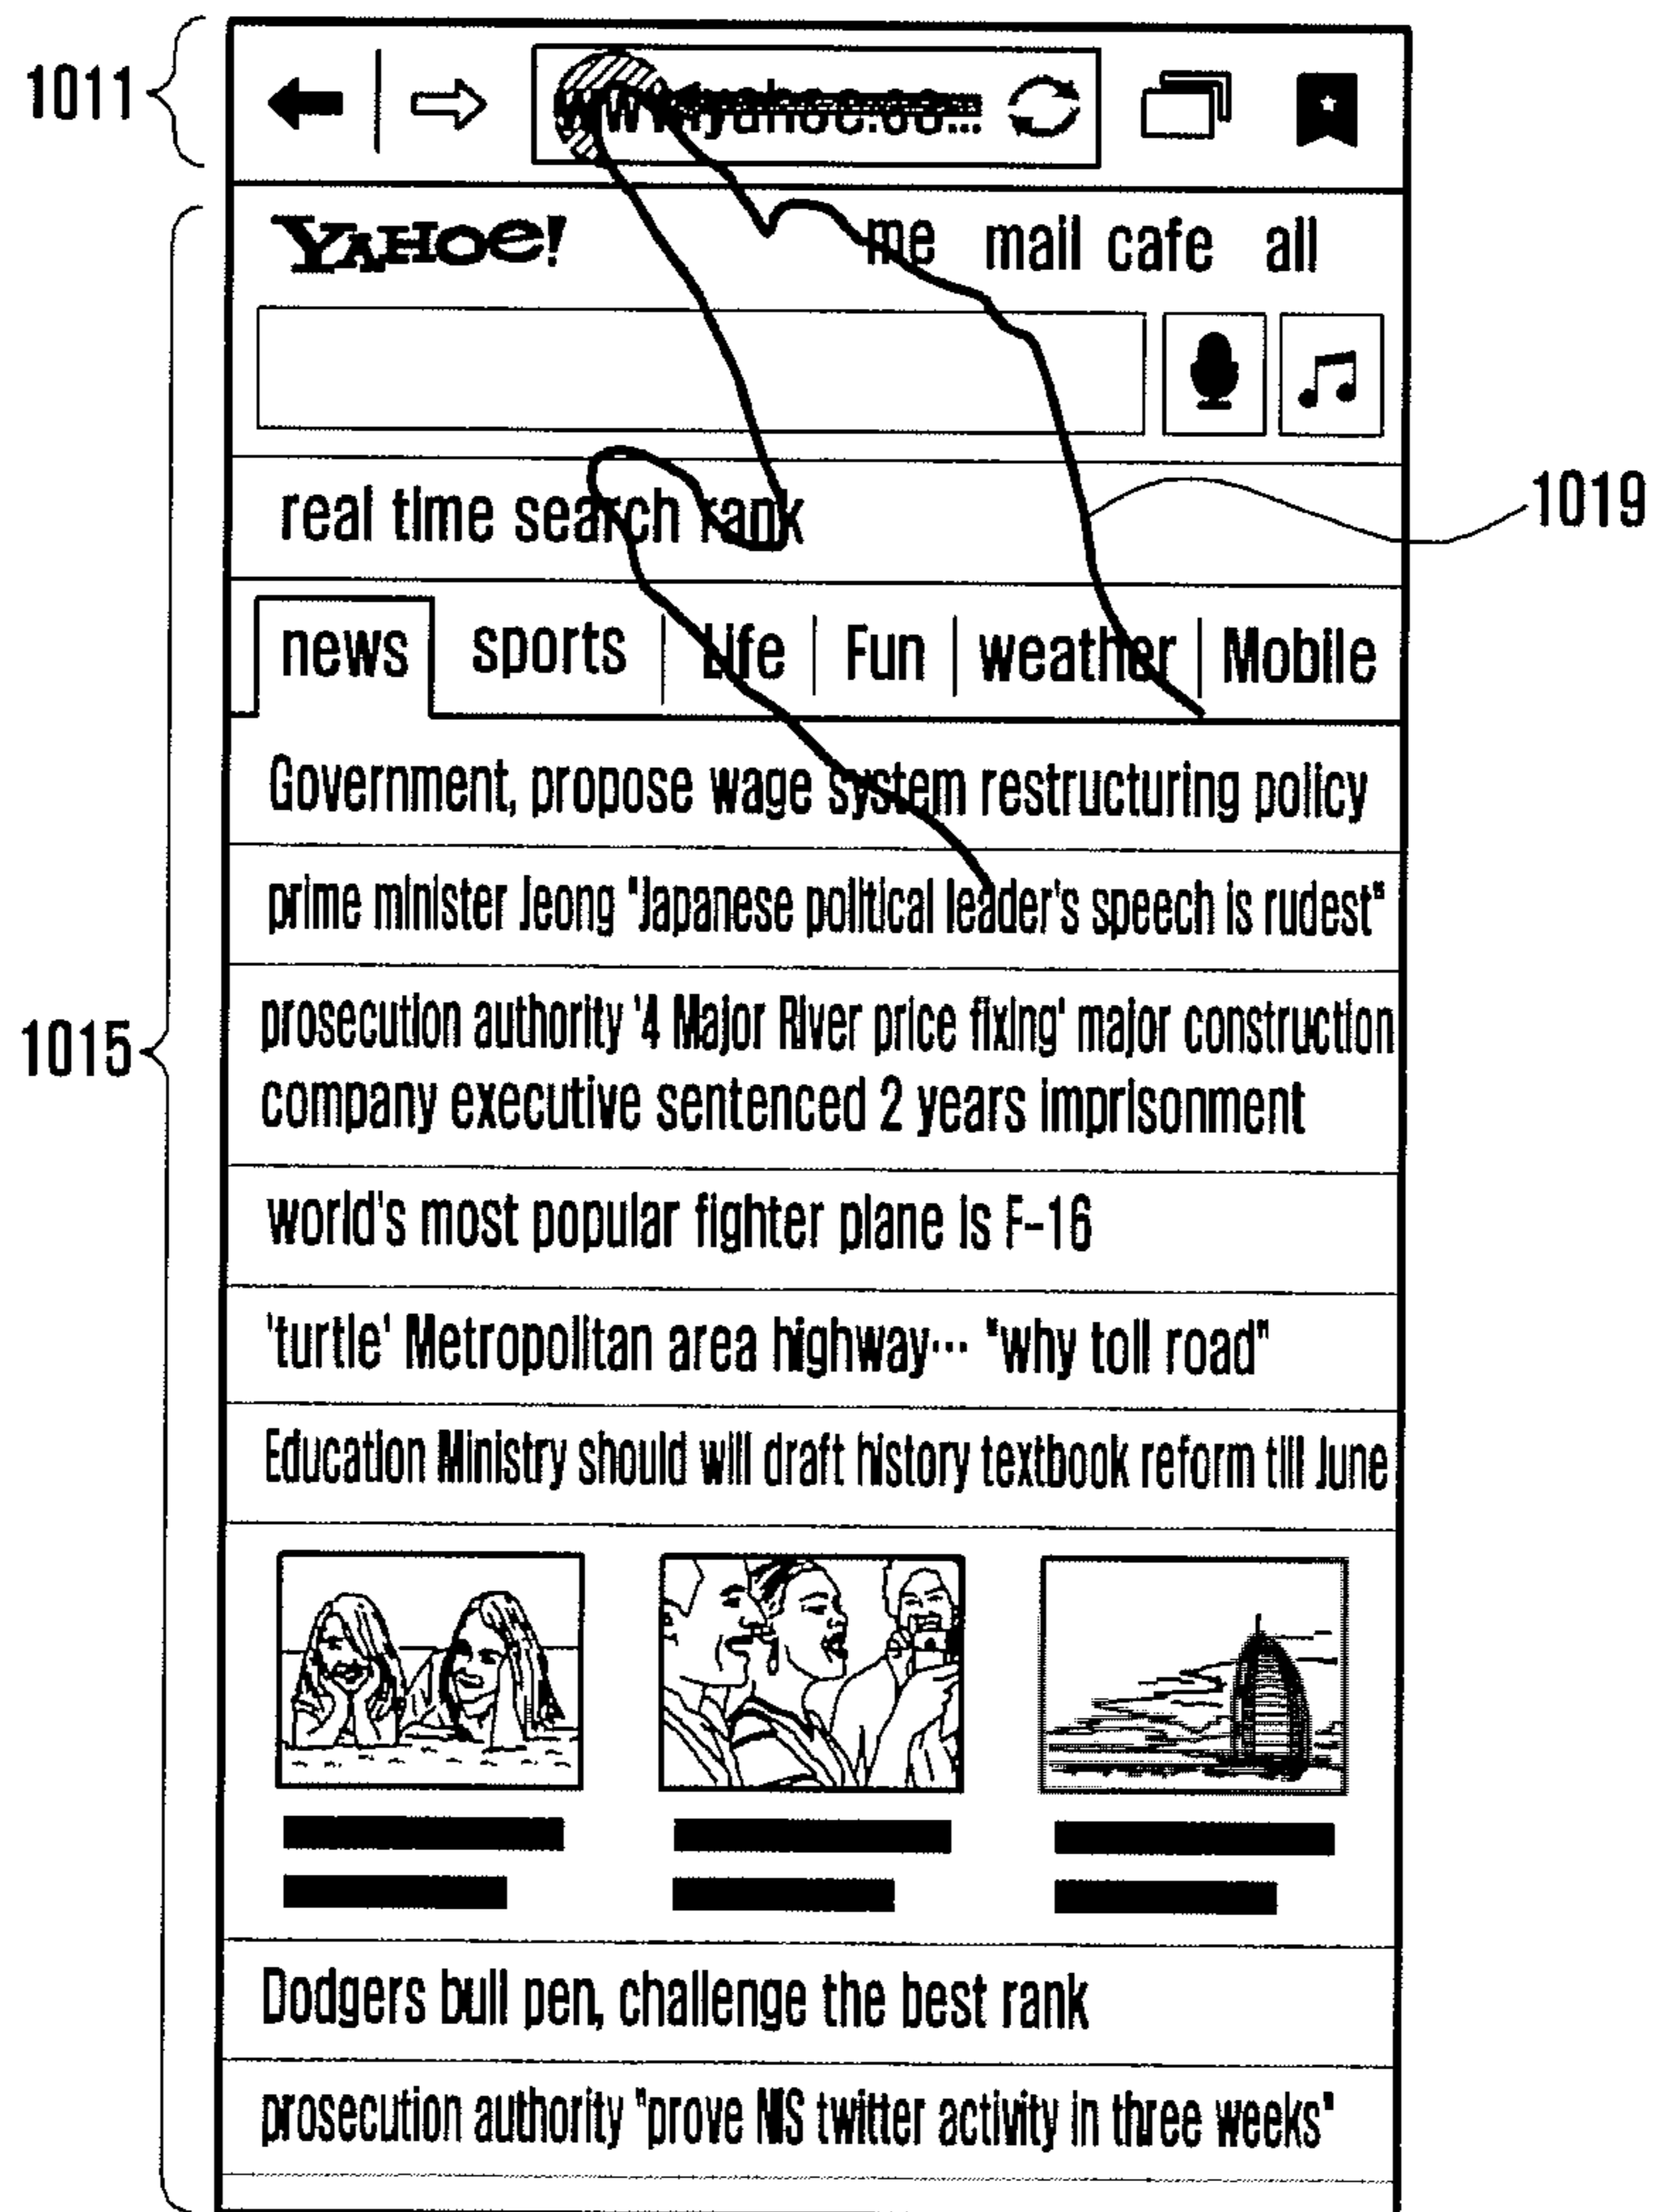 1011
YAHOE!
me mail cafe all
real time search rank
1019
news sports Life Fun weather Mobile
Government, propose wage system restructuring policy
prime minister Jeong "Japanese political leader's speech is rudest"
1015
prosecution authority '4 Major River price fixing' major construction
company executive sentenced 2 years imprisonment
world's most popular fighter plane is F-16
'turtle' Metropolitan area highway… "why toll road"
Education Ministry should will draft history textbook reform till June
Dodgers bull pen, challenge the best rank
prosecution authority "prove NIS twitter activity in three weeks"